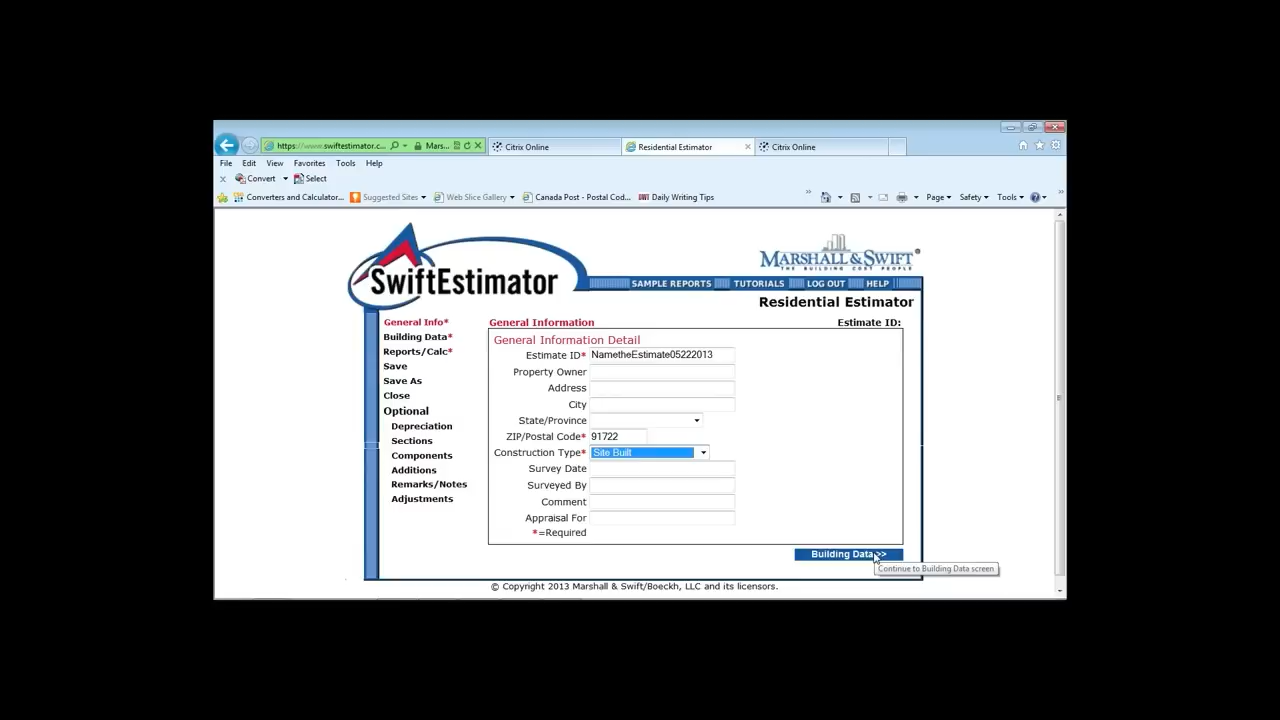 https://www.swiftestimator.c... Mars... Citrix Online Residential Estimator Citrix Online
File Edit View Favorites Tools Help
Convert Select
Converters and Calculator... Suggested Sites Web Slice Gallery Canada Post - Postal Cod... Daily Writing Tips Page Safety Tools
SwiftEstimator
MARSHALL & SWIFT
THE BUILDING COST PEOPLE
SAMPLE REPORTS TUTORIALS LOG OUT HELP
Residential Estimator
General Info*
Building Data*
Reports/Calc*
Save
Save As
Close
Optional
Depreciation
Sections
Components
Additions
Remarks/Notes
Adjustments
General Information Estimate ID:
General Information Detail
Estimate ID* NametheEstimate05222013
Property Owner
Address
City
State/Province
ZIP/Postal Code* 91722
Construction Type* Site Built
Survey Date
Surveyed By
Comment
Appraisal For
*=Required
Building Data>>
Continue to Building Data screen
© Copyright 2013 Marshall & Swift/Boeckh, LLC and its licensors.